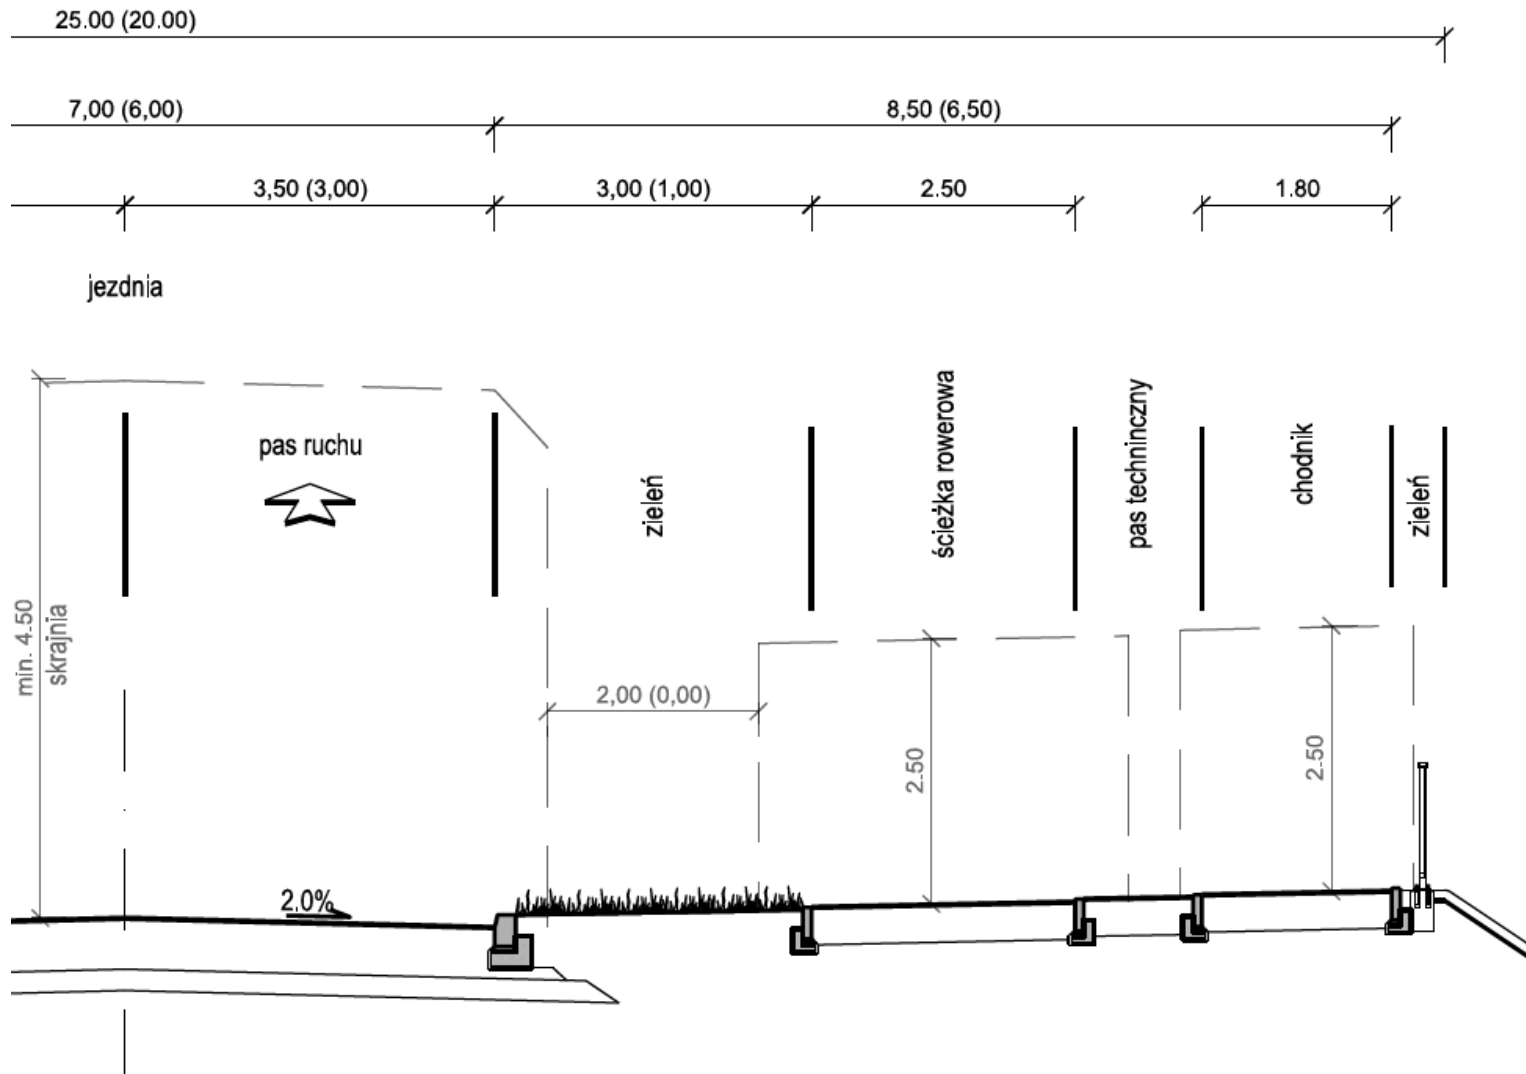 25.00 (20.00)
7,00 (6,00)
8,50 (6,50)
3,50 (3,00)
3,00 (1,00)
2.50
1.80
jezdnia
pas ruchu
zieleń
ścieżka rowerowa
pas techninczny
chodnik
zieleń
min. 4.50
skrajnia
2,00 (0,00)
2.50
2.50
2.0%